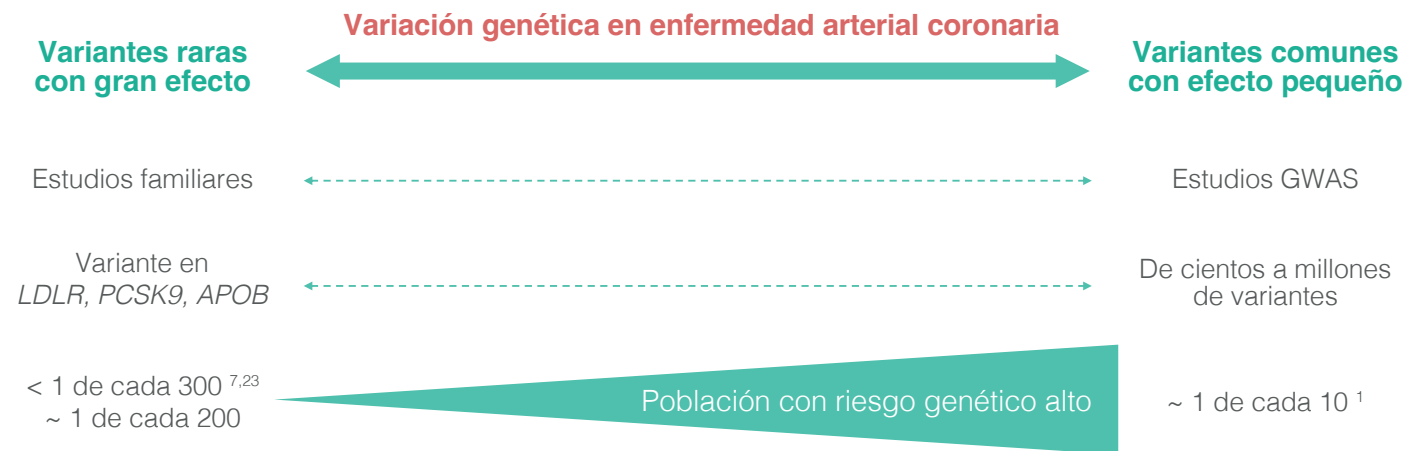 Variación genética en enfermedad arterial coronaria
Variantes raras
con gran efecto
Variantes comunes
con efecto pequeño
Estudios familiares
Estudios GWAS
Variante en
LDLR, PCSK9, APOB
De cientos a millones
de variantes
< 1 de cada 300 7,23
~ 1 de cada 200
Población con riesgo genético alto
~ 1 de cada 10 1